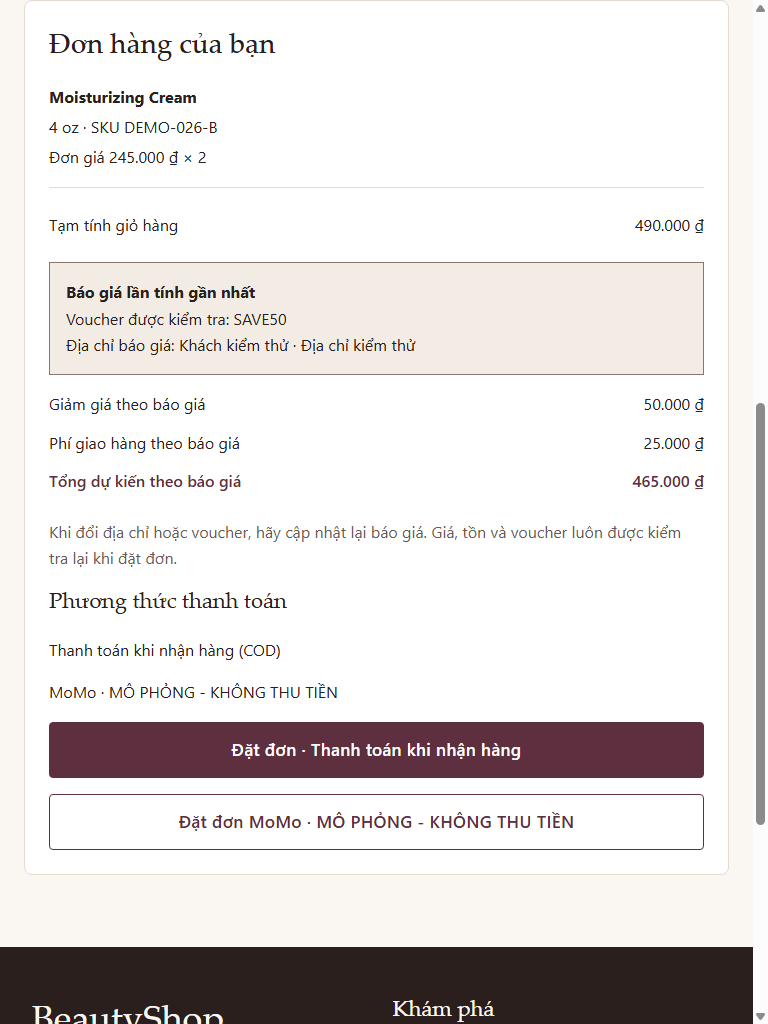 Đơn hàng của bạn
Moisturizing Cream
4 oz · SKU DEMO-026-B
Đơn giá 245.000 ₫ × 2
Tạm tính giỏ hàng 490.000 ₫
Báo giá lần tính gần nhất
Voucher được kiểm tra: SAVE50
Địa chỉ báo giá: Khách kiểm thử · Địa chỉ kiểm thử
Giảm giá theo báo giá 50.000 ₫
Phí giao hàng theo báo giá 25.000 ₫
Tổng dự kiến theo báo giá 465.000 ₫
Khi đổi địa chỉ hoặc voucher, hãy cập nhật lại báo giá. Giá, tồn và voucher luôn được kiểm
tra lại khi đặt đơn.
Phương thức thanh toán
Thanh toán khi nhận hàng (COD)
MoMo · MÔ PHỎNG - KHÔNG THU TIỀN
Đặt đơn · Thanh toán khi nhận hàng
Đặt đơn MoMo · MÔ PHỎNG - KHÔNG THU TIỀN
BeautyShop
Khám phá